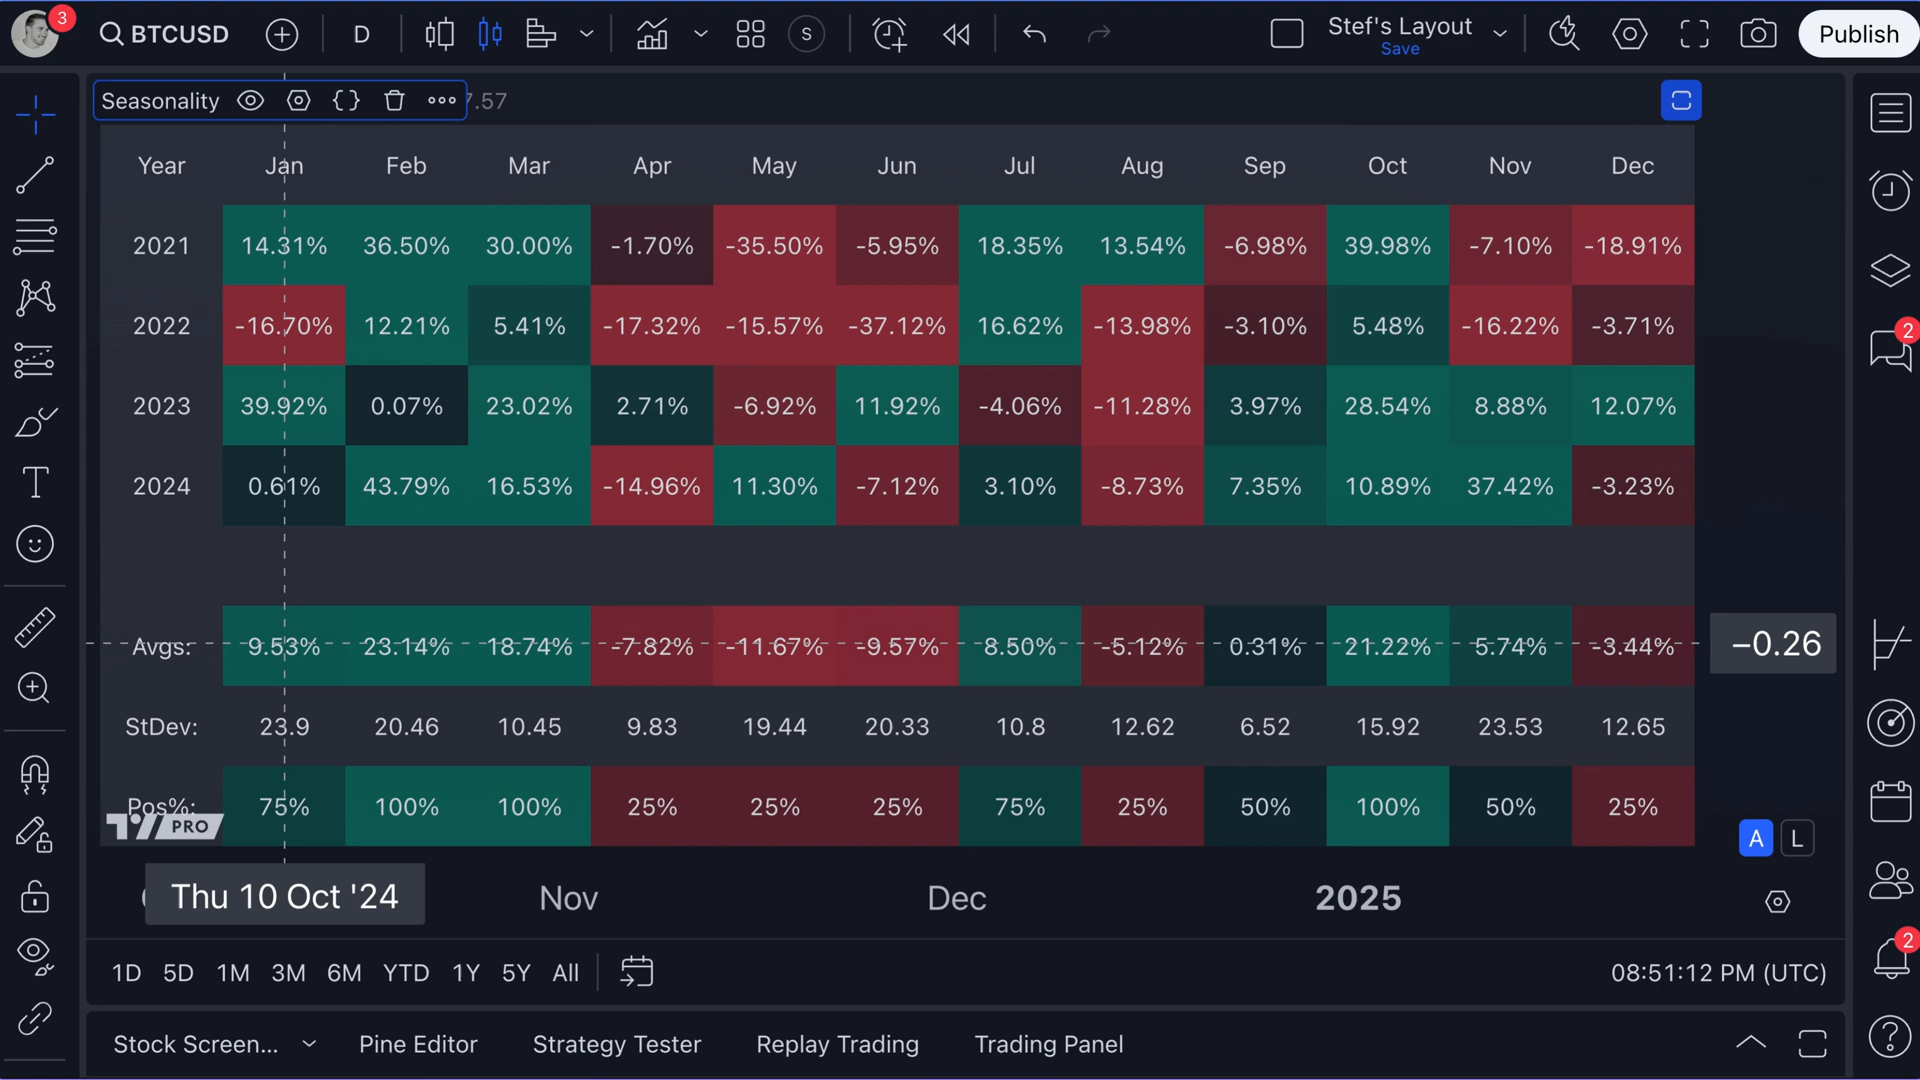 3
BTCUSD
D
S
Stef's Layout
Save
Publish
Seasonality
7.57
Year Jan Feb Mar Apr May Jun Jul Aug Sep Oct Nov Dec
2021 14.31% 36.50% 30.00% -1.70% -35.50% -5.95% 18.35% 13.54% -6.98% 39.98% -7.10% -18.91%
2022 -16.70% 12.21% 5.41% -17.32% -15.57% -37.12% 16.62% -13.98% -3.10% 5.48% -16.22% -3.71%
2
2023 39.92% 0.07% 23.02% 2.71% -6.92% 11.92% -4.06% -11.28% 3.97% 28.54% 8.88% 12.07%
2024 0.61% 43.79% 16.53% -14.96% 11.30% -7.12% 3.10% -8.73% 7.35% 10.89% 37.42% -3.23%
Avgs: 9.53% 23.14% 18.74% -7.82% -11.67% -9.57% 8.50% -5.12% 0.31% 21.22% 5.74% -3.44%
−0.26
StDev: 23.9 20.46 10.45 9.83 19.44 20.33 10.8 12.62 6.52 15.92 23.53 12.65
Pos%: 75% 100% 100% 25% 25% 25% 75% 25% 50% 100% 50% 25%
PRO
A L
Thu 10 Oct '24 Nov Dec 2025
2
1D 5D 1M 3M 6M YTD 1Y 5Y All
08:51:12 PM (UTC)
Stock Screen... Pine Editor Strategy Tester Replay Trading Trading Panel